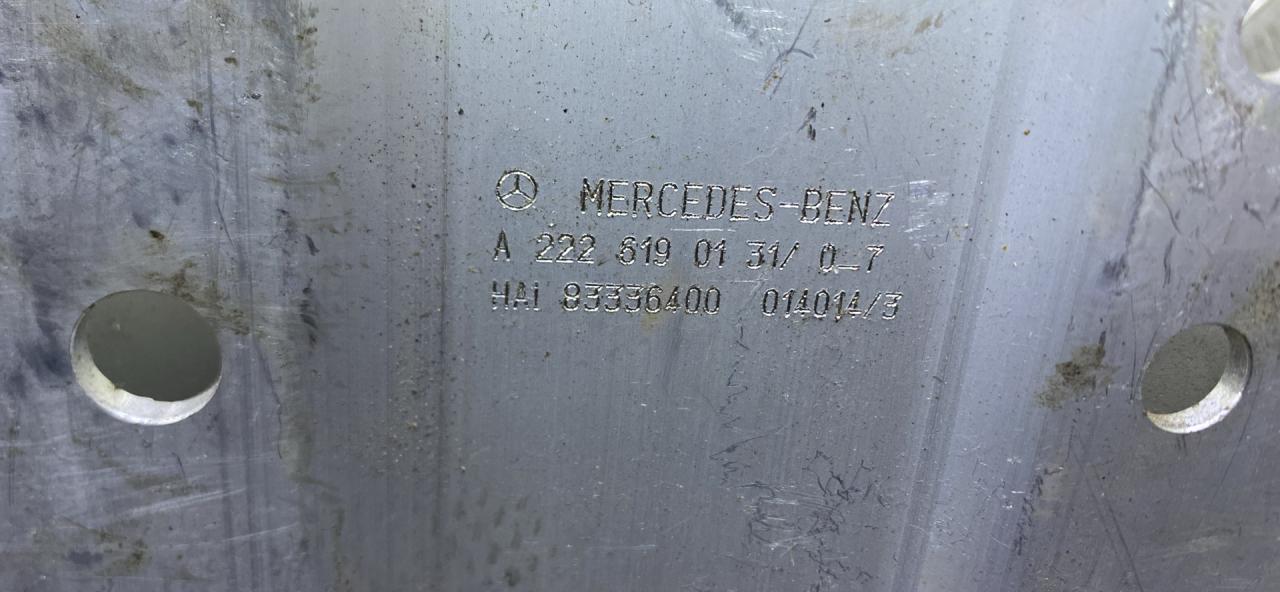 MERCEDES-BENZ
A 222 619 01 31/ 0_7
HAI 83336400 014014/3